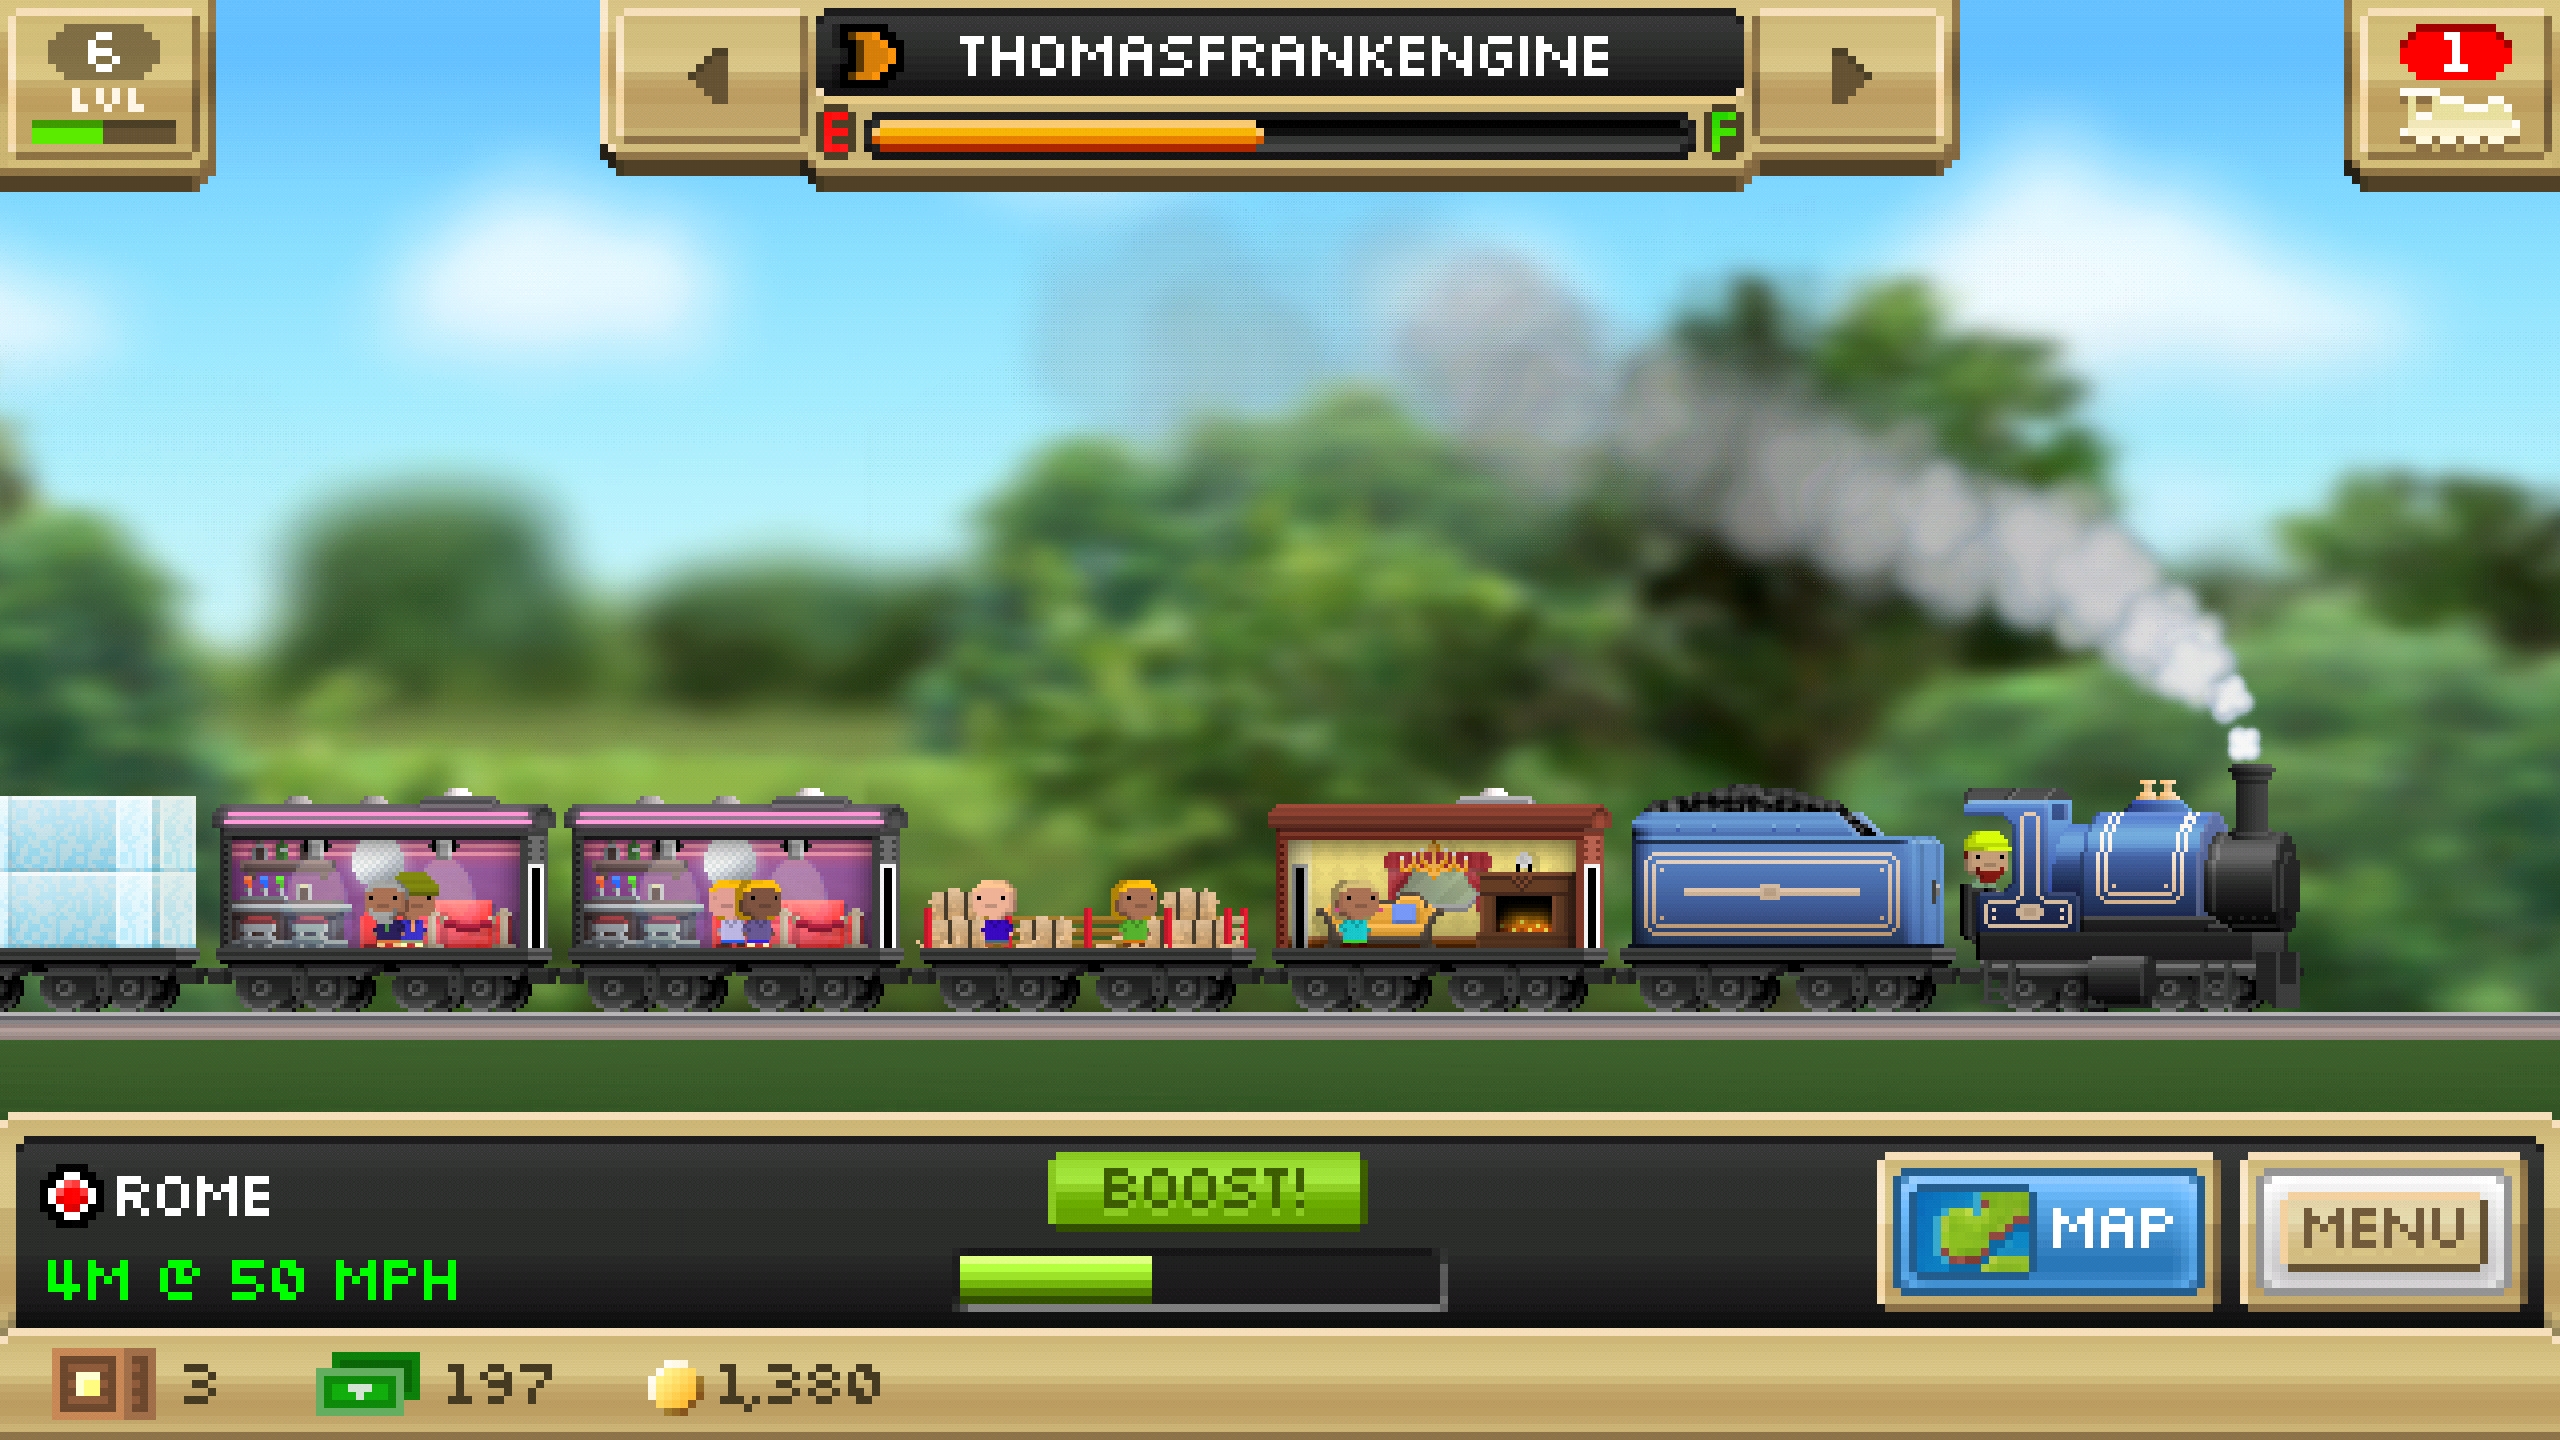 6
LVL
THOMASFRANKENGINE
E F
1
ROME
4M @ 50 MPH
BOOST!
MAP
MENU
3 197 1,380